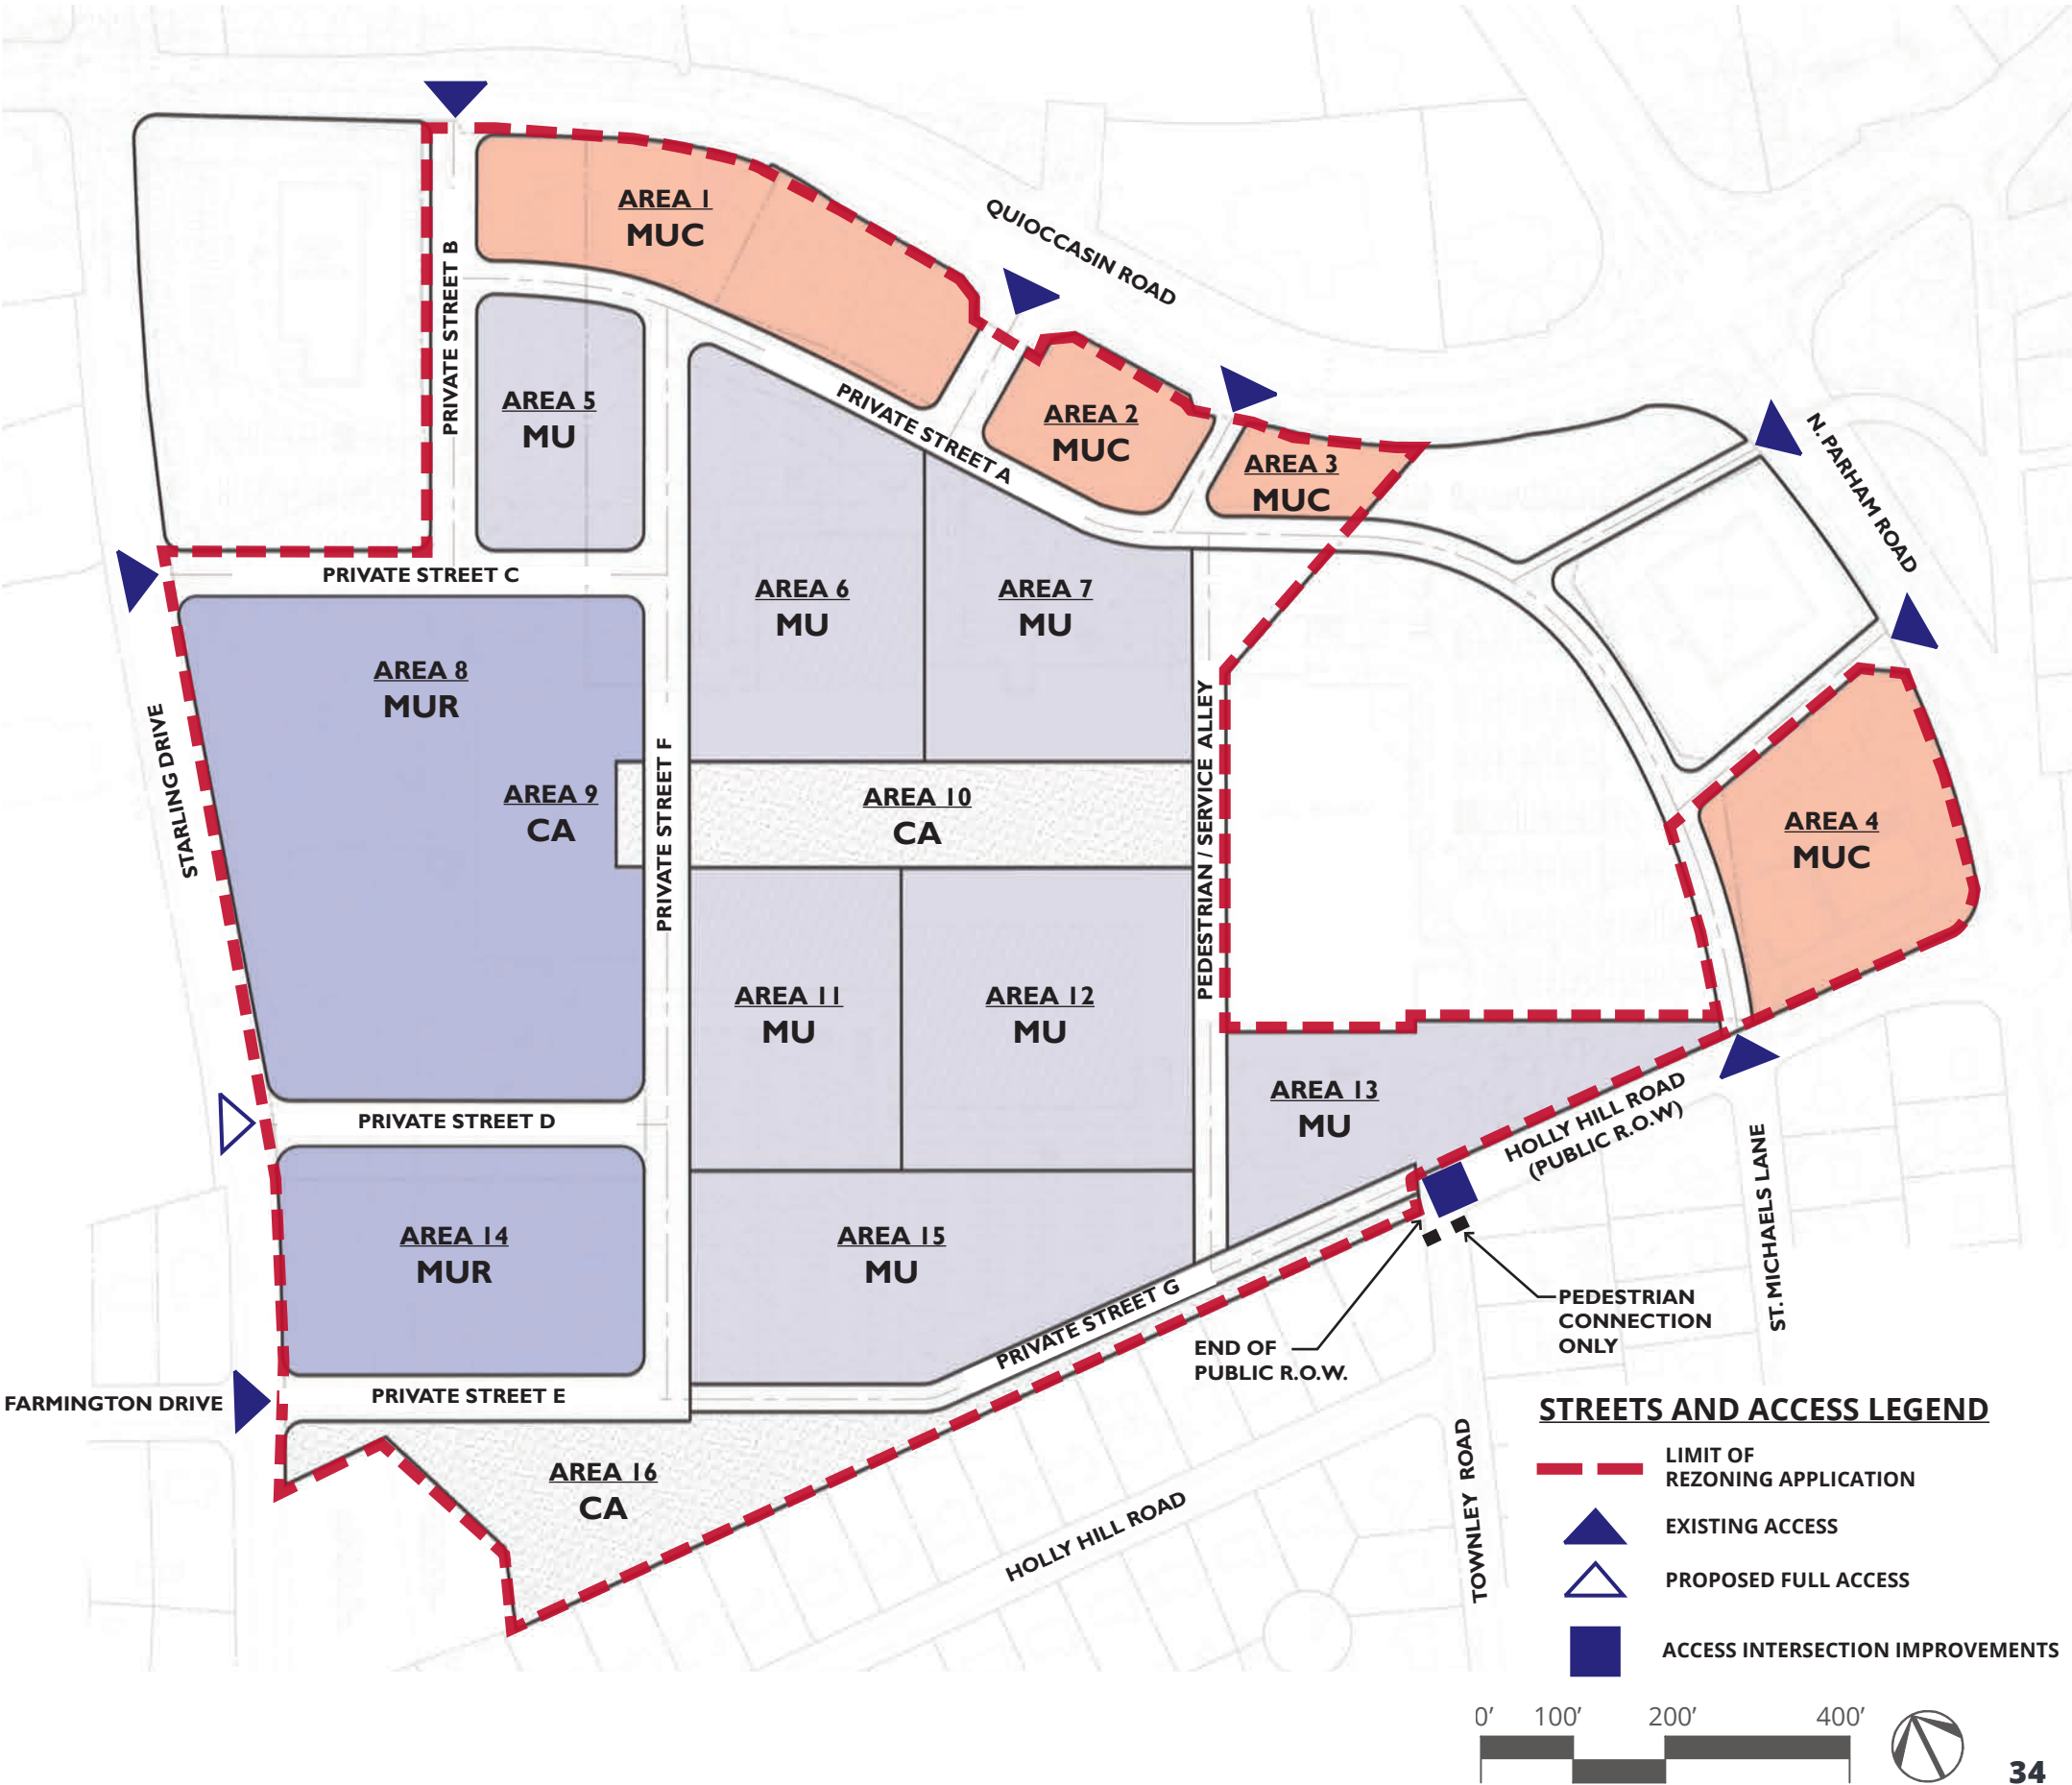 QUIOCCASIN ROAD
AREA 1
MUC
PRIVATE STREET B
AREA 5
MU
PRIVATE STREET A
AREA 2
MUC
AREA 3
MUC
N. PARHAM ROAD
PRIVATE STREET C
AREA 6
MU
AREA 7
MU
AREA 8
MUR
STARLING DRIVE
PRIVATE STREET F
PEDESTRIAN / SERVICE ALLEY
AREA 9
CA
AREA 10
CA
AREA 4
MUC
AREA 11
MU
AREA 12
MU
PRIVATE STREET D
AREA 13
MU
HOLLY HILL ROAD
(PUBLIC R.O.W)
ST. MICHAELS LANE
AREA 14
MUR
AREA 15
MU
PRIVATE STREET G
END OF
PUBLIC R.O.W.
PEDESTRIAN
CONNECTION
ONLY
FARMINGTON DRIVE
PRIVATE STREET E
AREA 16
CA
HOLLY HILL ROAD
TOWNLEY ROAD
STREETS AND ACCESS LEGEND
LIMIT OF
REZONING APPLICATION
EXISTING ACCESS
PROPOSED FULL ACCESS
ACCESS INTERSECTION IMPROVEMENTS
0' 100' 200' 400'
34